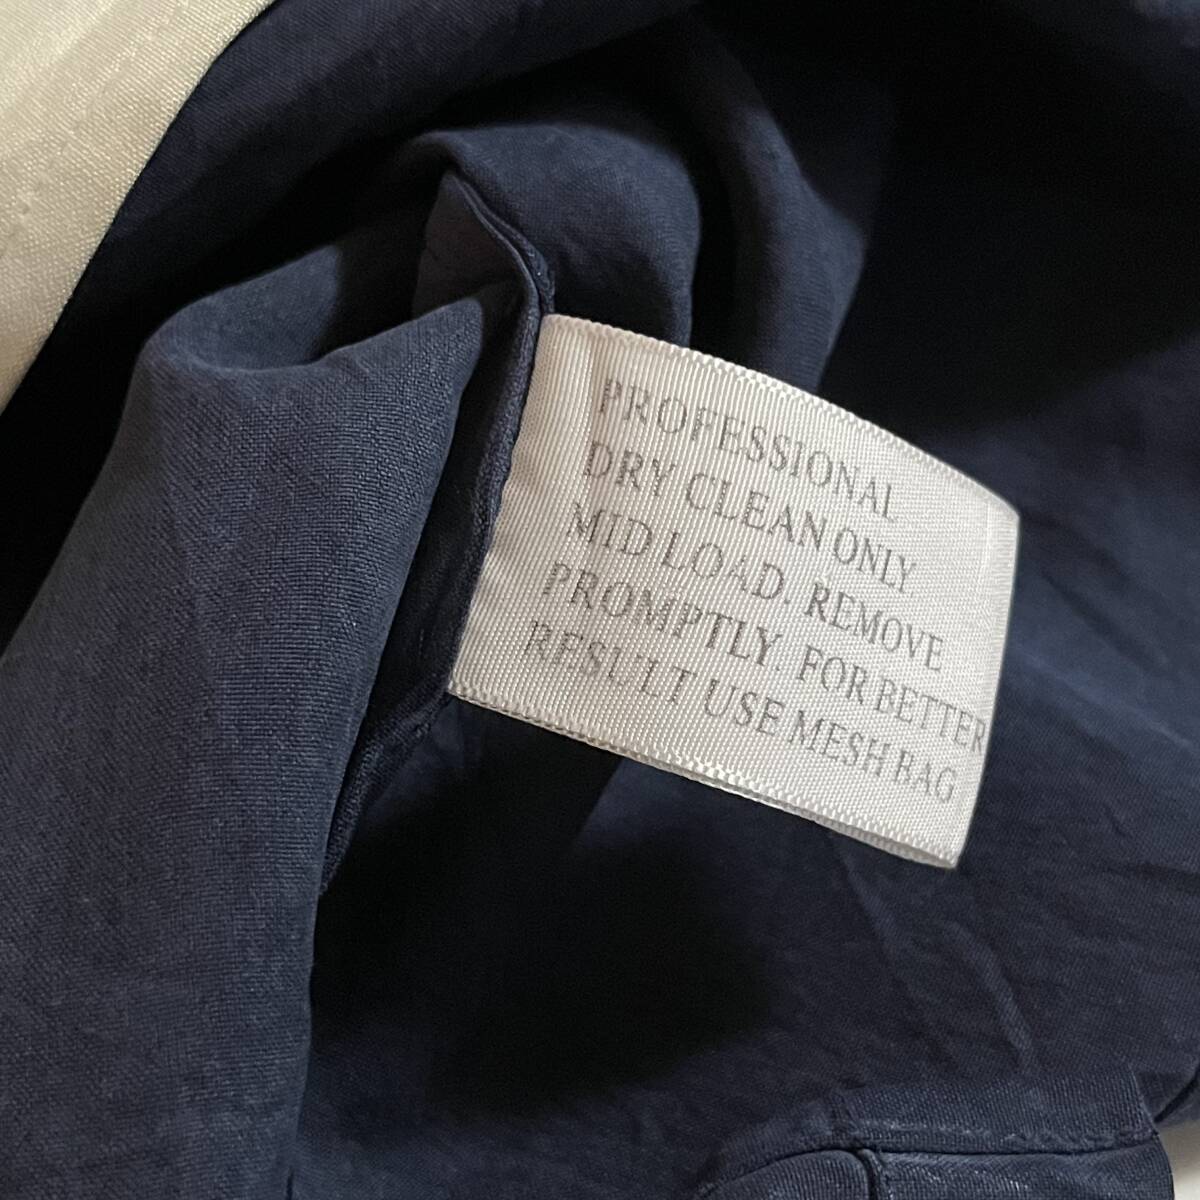 PROFESSIONAL
DRY CLEAN ONLY.
MID LOAD. REMOVE
PROMPTLY. FOR BETTER
RESULT USE MESH BAG